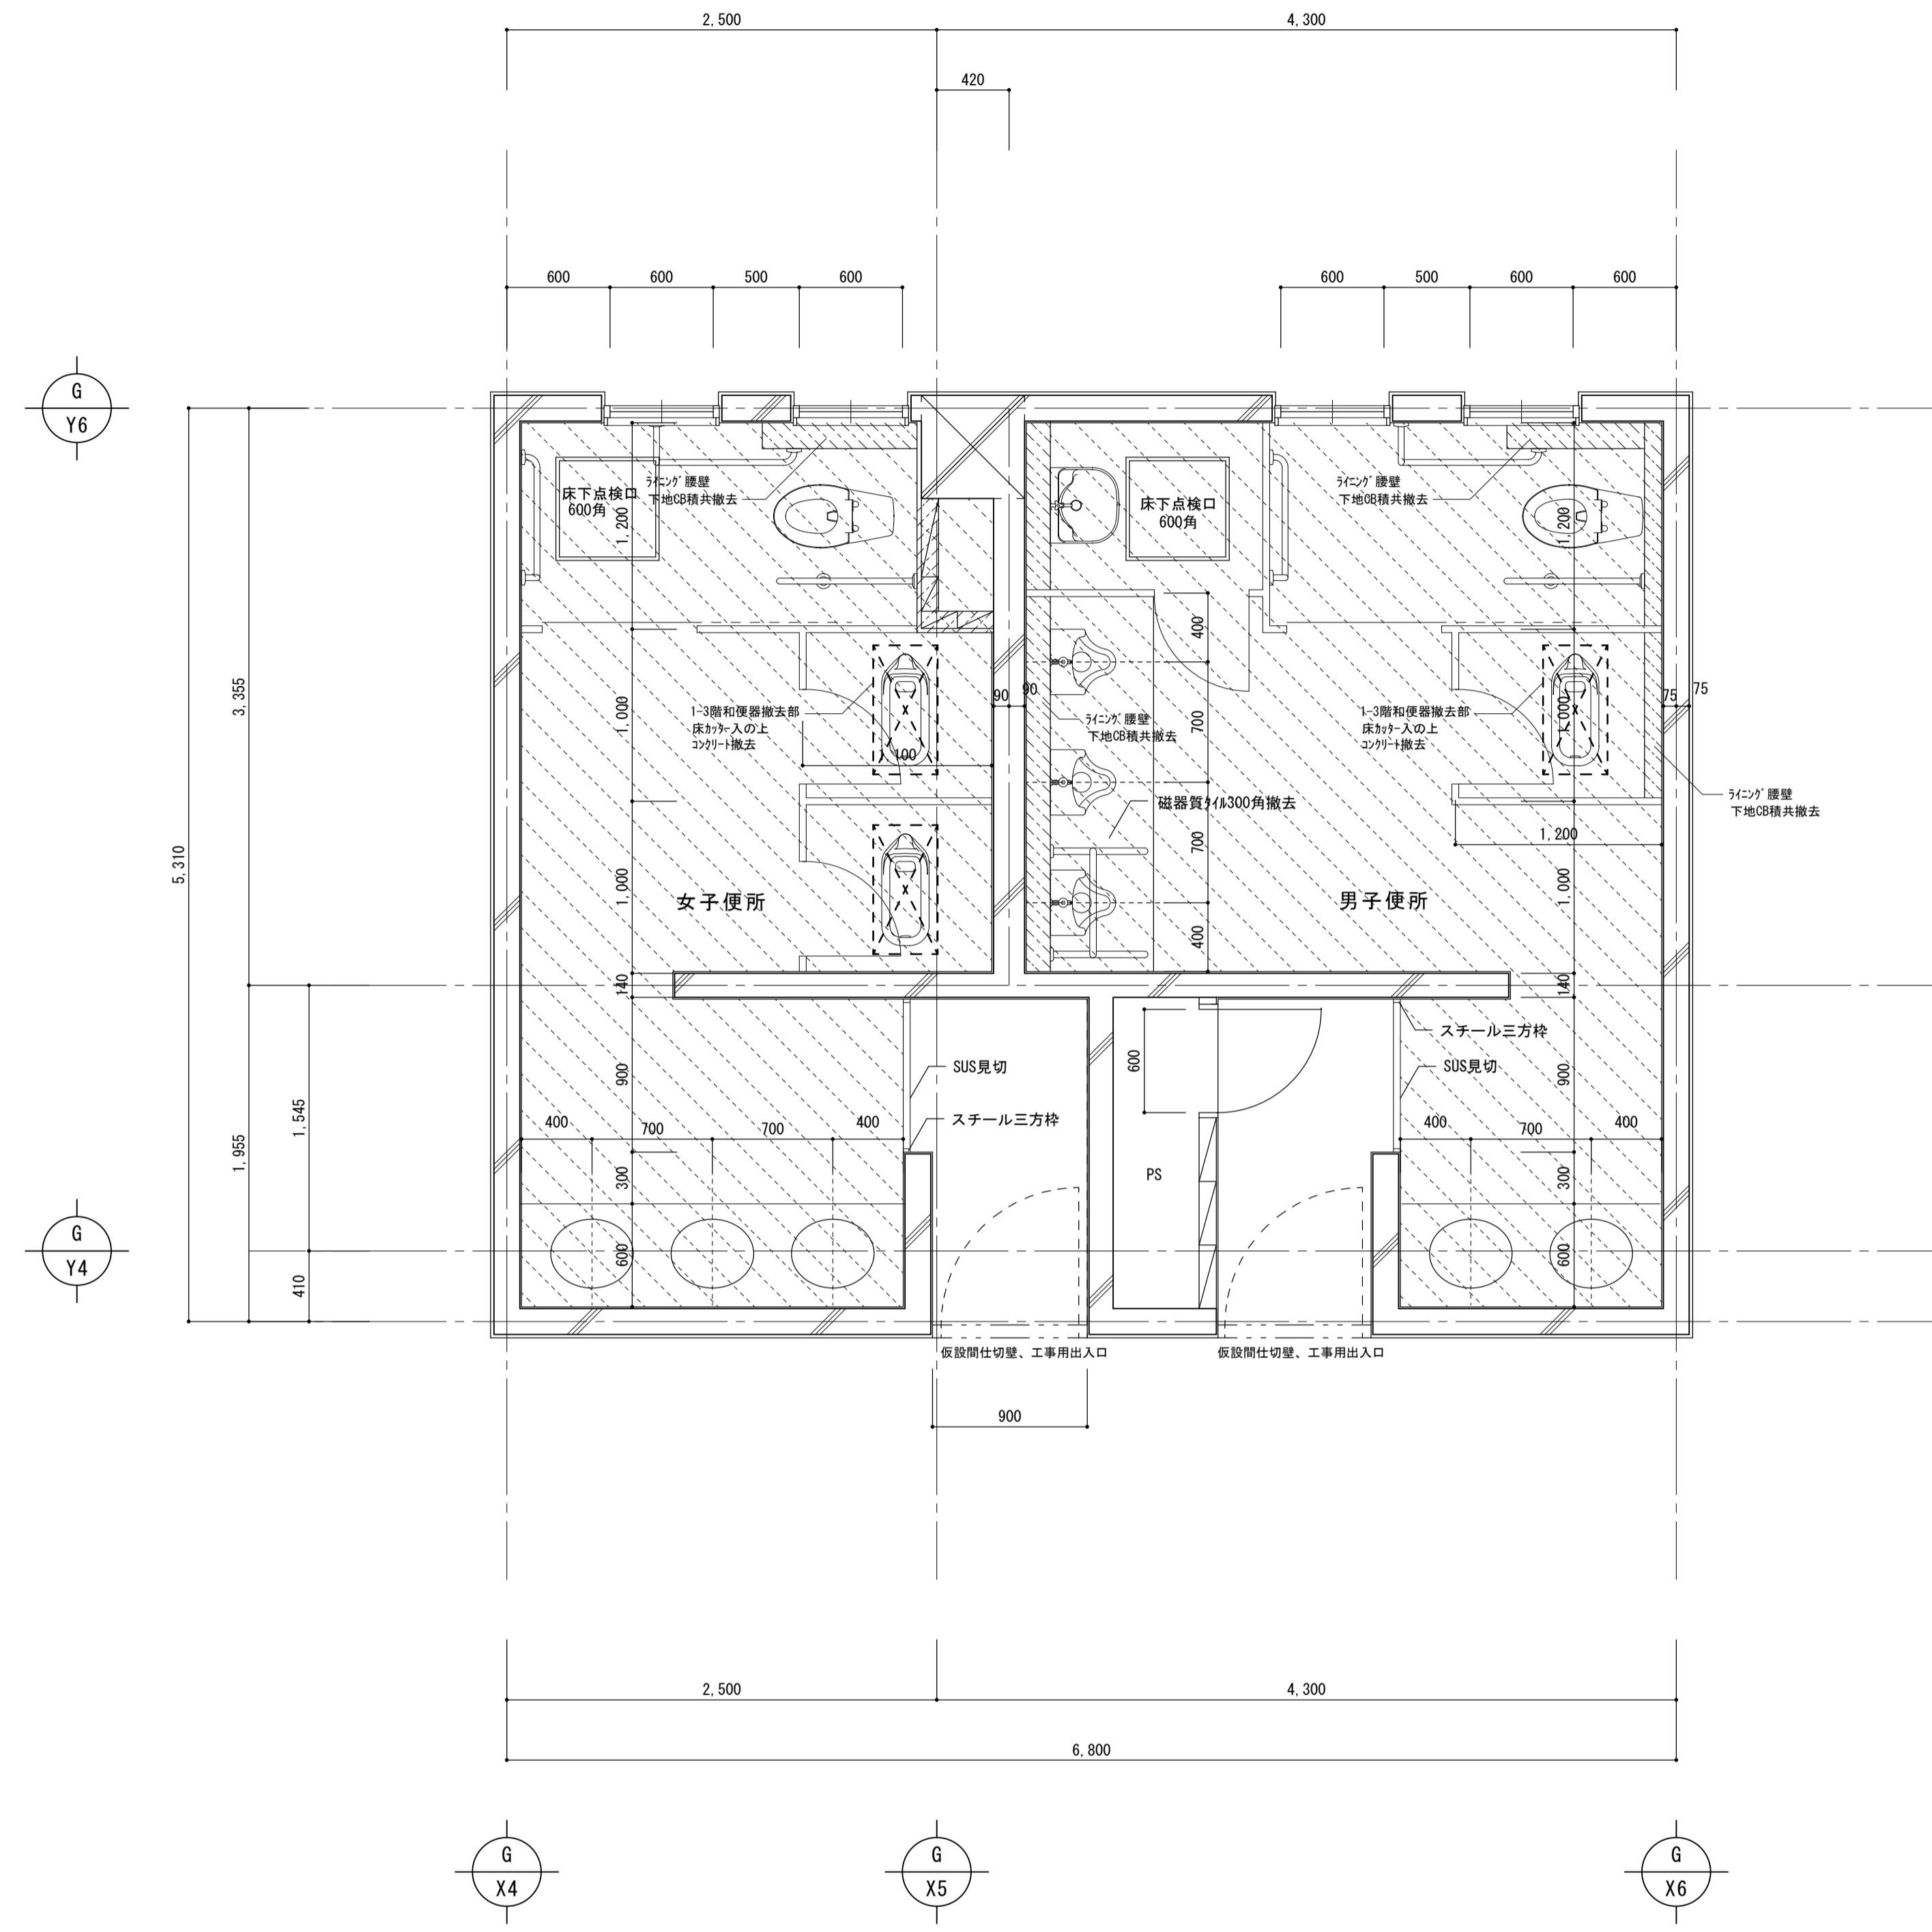 2,500
4,300
420
600
600
500
600
600
500
600
600
G
Y6
ﾗｲﾆﾝｸﾞ腰壁
下地CB積共撤去
床下点検口
600角
1,200
床下点検口
600角
ﾗｲﾆﾝｸﾞ腰壁
下地CB積共撤去
1,200
400
3,355
1,000
1-3階和便器撤去部
床ｶｯﾀｰ入の上
ｺﾝｸﾘｰﾄ撤去
100
90
90
ﾗｲﾆﾝｸﾞ腰壁
下地CB積共撤去
700
1-3階和便器撤去部
床ｶｯﾀｰ入の上
ｺﾝｸﾘｰﾄ撤去
1,000
75
75
磁器質ﾀｲﾙ300角撤去
ﾗｲﾆﾝｸﾞ腰壁
下地CB積共撤去
700
1,200
5,310
1,000
女子便所
男子便所
1,000
400
140
140
スチール三方枠
SUS見切
900
600
SUS見切
900
1,545
1,955
スチール三方枠
400
700
700
400
400
700
400
PS
300
300
G
Y4
600
600
410
仮設間仕切壁、工事用出入口
仮設間仕切壁、工事用出入口
900
2,500
4,300
6,800
G
X4
G
X5
G
X6